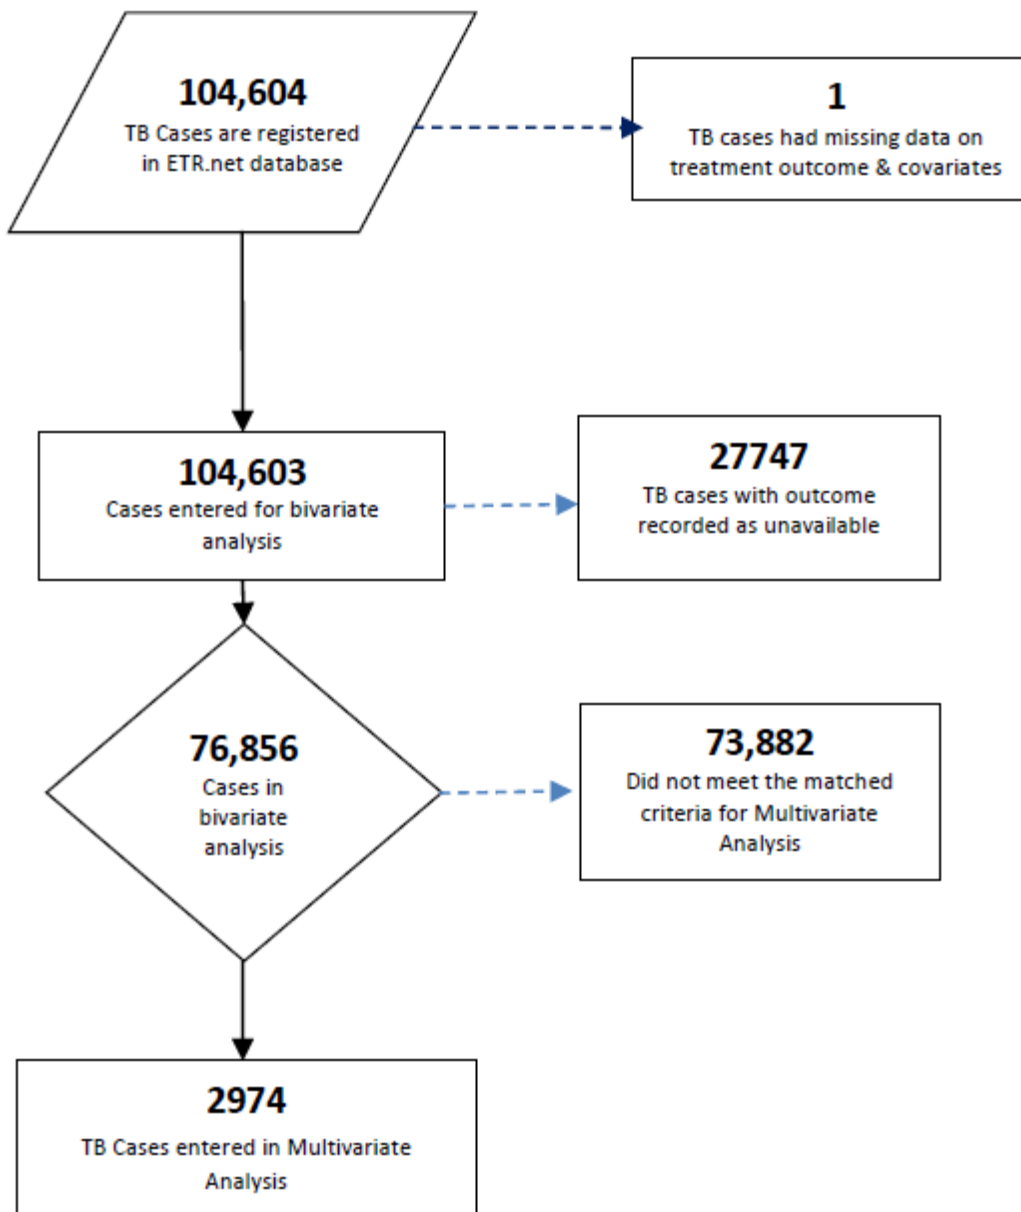 104,604
TB Cases are registered
in ETR.net database
1
TB cases had missing data on
treatment outcome & covariates
104,603
Cases entered for bivariate
analysis
27747
TB cases with outcome
recorded as unavailable
76,856
Cases in
bivariate
analysis
73,882
Did not meet the matched
criteria for Multivariate
Analysis
2974
TB Cases entered in Multivariate
Analysis